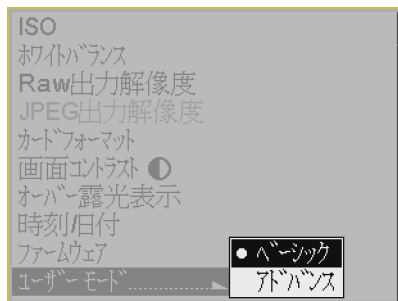 ISO
ホワイトバランス
Raw出力解像度
JPEG出力解像度
カードフォーマット
画面コントラスト
オーバー露光表示
時刻/日付
ファームウェア
ユーザーモード..............
ベーシック
アドバンス